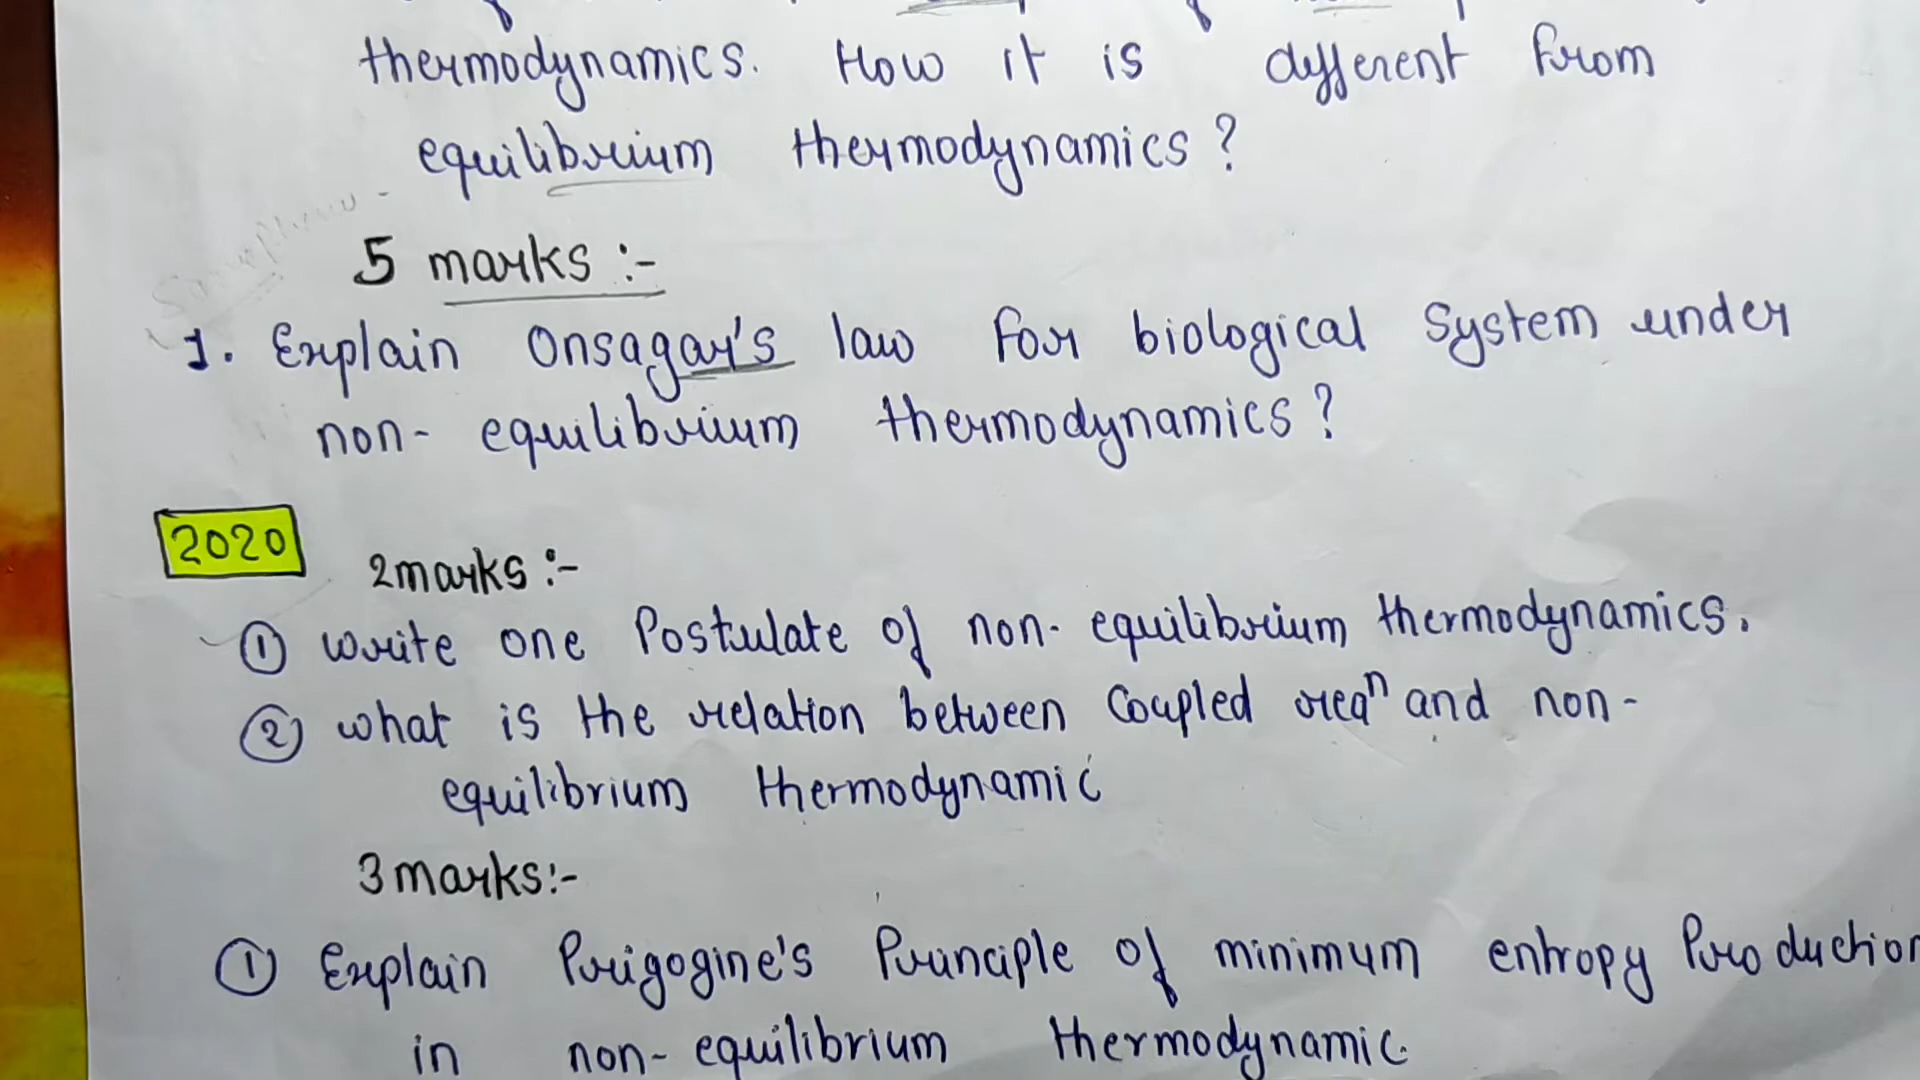 thermodynamics. How it is different from
equilibrium thermodynamics?
5 marks :-
1. Explain Onsagar's law for biological system under
non- equilibrium thermodynamics?
2020
2marks :-
① write one Postulate of non- equilibrium thermodynamics.
② what is the relation between Coupled reaⁿ and non-
equilibrium thermodynamic
3marks:-
① Explain Prigogine's Principle of minimum entropy Production
in non- equilibrium thermodynamic.